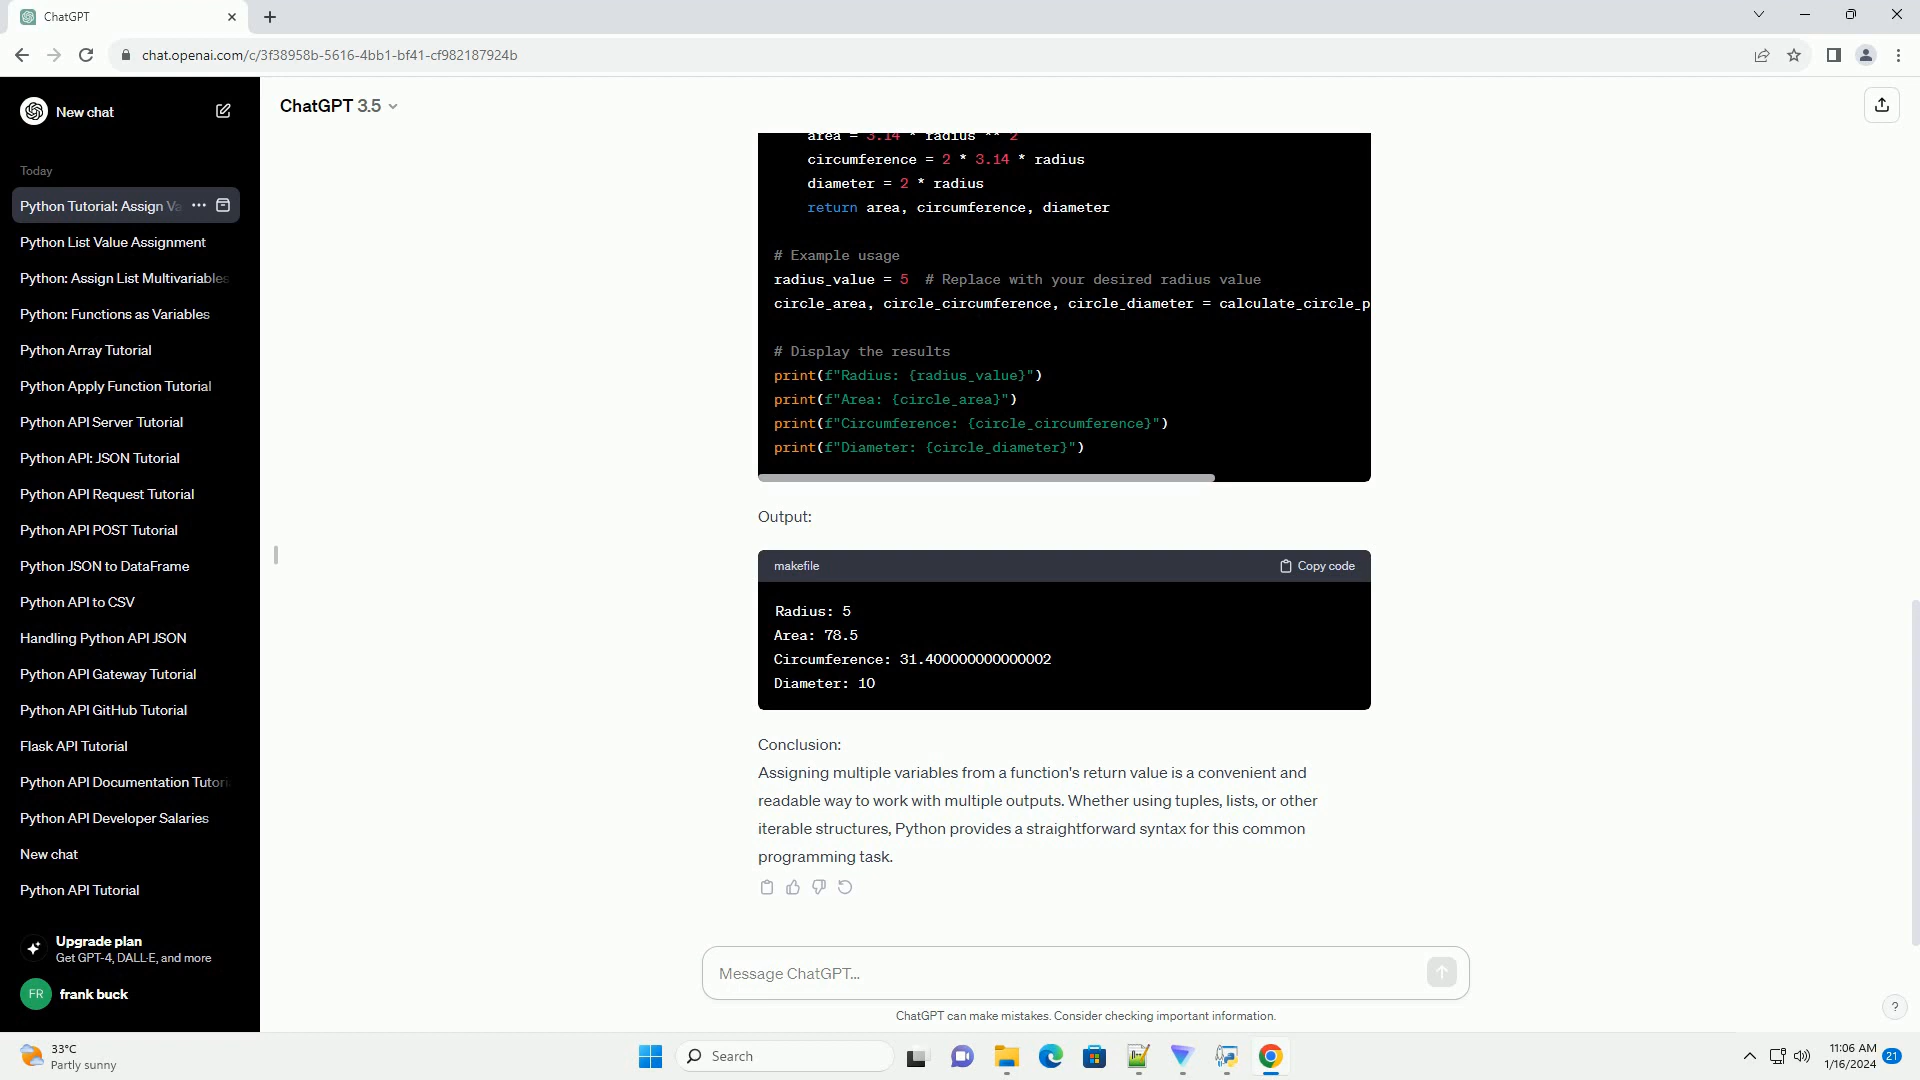 ChatGPT
chat.openai.com/c/3f38958b-5616-4bb1-bf41-cf982187924b
New chat
Today
Python Tutorial: Assign Va
Python List Value Assignment
Python: Assign List Multivariables
Python: Functions as Variables
Python Array Tutorial
Python Apply Function Tutorial
Python API Server Tutorial
Python API: JSON Tutorial
Python API Request Tutorial
Python API POST Tutorial
Python JSON to DataFrame
Python API to CSV
Handling Python API JSON
Python API Gateway Tutorial
Python API GitHub Tutorial
Flask API Tutorial
Python API Documentation Tutori
Python API Developer Salaries
New chat
Python API Tutorial
Upgrade plan
Get GPT-4, DALL·E, and more
FR frank buck
ChatGPT 3.5
area = 3.14 * radius ** 2
circumference = 2 * 3.14 * radius
diameter = 2 * radius
return area, circumference, diameter
# Example usage
radius_value = 5  # Replace with your desired radius value
circle_area, circle_circumference, circle_diameter = calculate_circle_p
# Display the results
print(f"Radius: {radius_value}")
print(f"Area: {circle_area}")
print(f"Circumference: {circle_circumference}")
print(f"Diameter: {circle_diameter}")
Output:
makefile Copy code
Radius: 5
Area: 78.5
Circumference: 31.400000000000002
Diameter: 10
Conclusion:
Assigning multiple variables from a function's return value is a convenient and
readable way to work with multiple outputs. Whether using tuples, lists, or other
iterable structures, Python provides a straightforward syntax for this common
programming task.
Message ChatGPT...
ChatGPT can make mistakes. Consider checking important information.
?
33°C
Partly sunny
Search
11:06 AM
1/16/2024
21